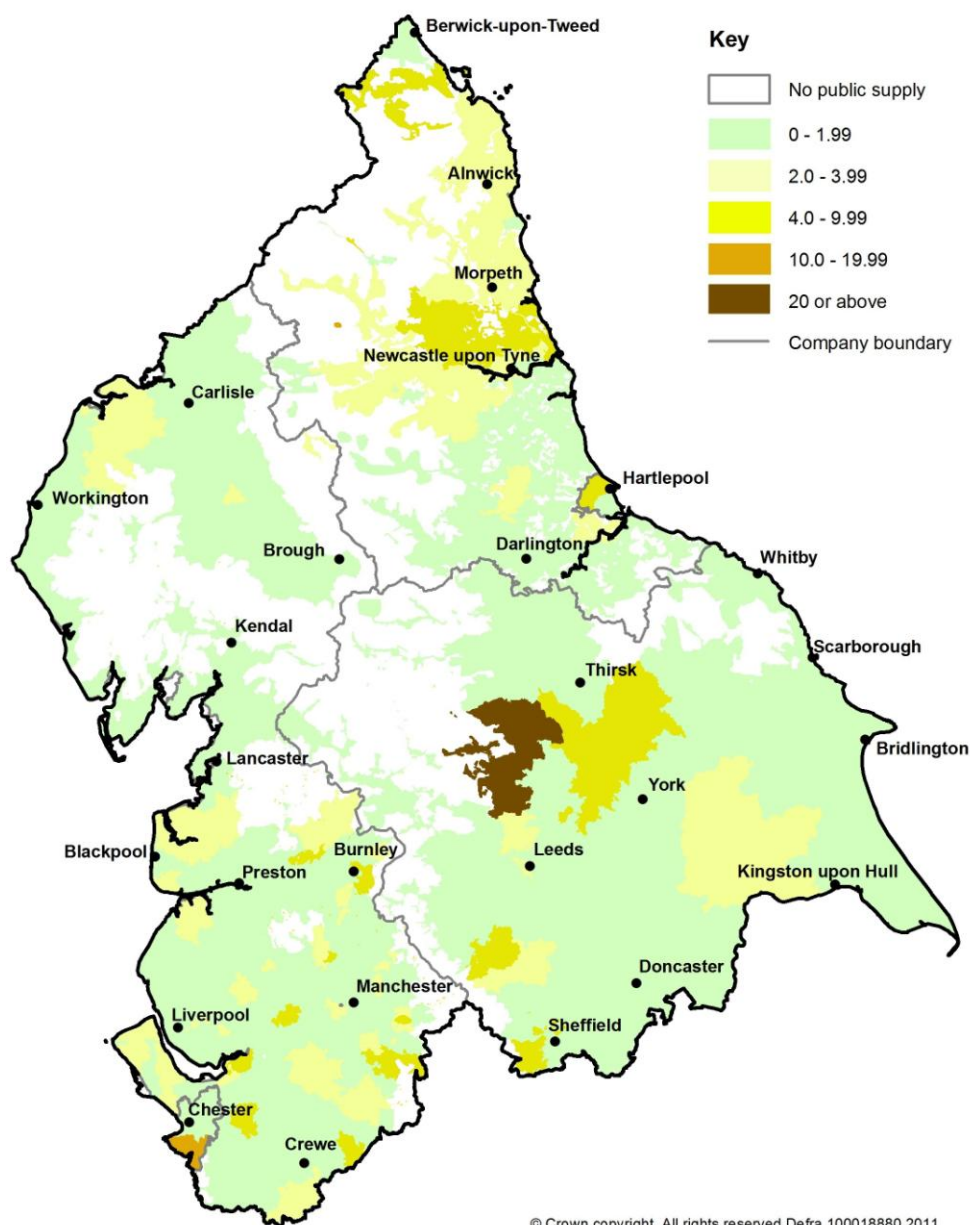 Berwick-upon-Tweed
Key
No public supply
0 - 1.99
2.0 - 3.99
4.0 - 9.99
10.0 - 19.99
20 or above
Company boundary
Alnwick
Morpeth
Newcastle upon Tyne
Carlisle
Hartlepool
Workington
Brough
Darlington
Whitby
Kendal
Scarborough
Thirsk
Bridlington
Lancaster
York
Blackpool
Burnley
Leeds
Preston
Kingston upon Hull
Doncaster
Manchester
Liverpool
Sheffield
Chester
Crewe
© Crown copyright. All rights reserved Defra 100018880 2011